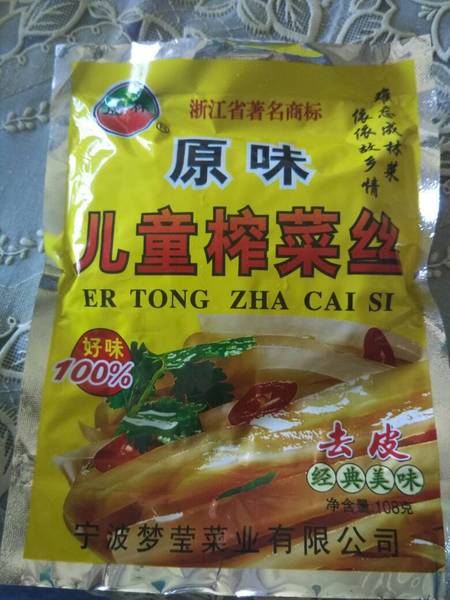 浙江省著名商标
难忘成林菜
依依故乡情
原味
儿童榨菜丝
ER TONG ZHA CAI SI
好味
100%
去皮
经典美味
净含量:108克
宁波梦莹菜业有限公司